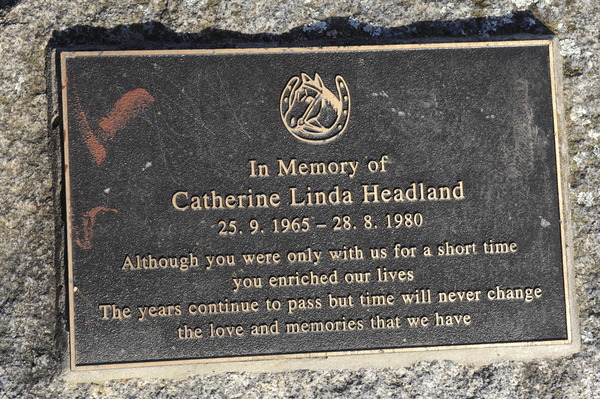 In Memory of
Catherine Linda Headland
25. 9. 1965 – 28. 8. 1980
Although you were only with us for a short time
you enriched our lives
The years continue to pass but time will never change
the love and memories that we have